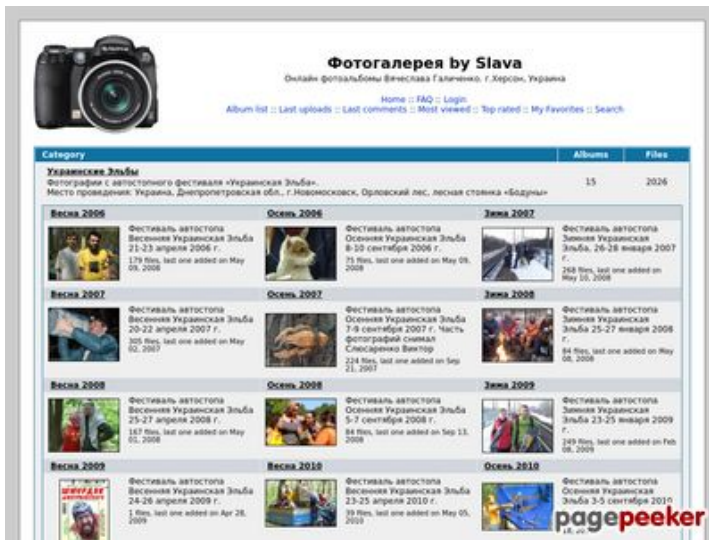 Фотогалерея by Slava
Онлайн фотоальбомы Вячеслава Галиченко. г.Херсон, Украина
Home :: FAQ :: Login
Album list :: Last uploads :: Last comments :: Most viewed :: Top rated :: My Favorites :: Search
Category Albums Files
Украинские Эльбы
Фотографии с автостопного фестиваля «Украинская Эльба».
Место проведения: Украина, Днепропетровская обл., г.Новомосковск, Орловский лес, лесная стоянка «Бодуны»
15 2026
Весна 2006
Фестиваль автостопа
Весенняя Украинская Эльба
21-23 апреля 2006 г.
179 files, last one added on May
09, 2008
Осень 2006
Фестиваль автостопа
Осенняя Украинская Эльба
8-10 сентября 2006 г.
75 files, last one added on May 09,
2008
Зима 2007
Фестиваль автостопа
Зимняя Украинская
Эльба, 26-28 января 2007
г.
268 files, last one added on
May 10, 2008
Весна 2007
Фестиваль автостопа
Весенняя Украинская Эльба
20-22 апреля 2007 г.
305 files, last one added on May
02, 2007
Осень 2007
Фестиваль автостопа
Осенняя Украинская Эльба
7-9 сентября 2007 г. Часть
фотографий снимал
Слюсаренко Виктор
224 files, last one added on Sep
21, 2007
Зима 2008
Фестиваль автостопа
Зимняя Украинская
Эльба 25-27 января 2008
г.
84 files, last one added on May
08, 2008
Весна 2008
Фестиваль автостопа
Весенняя Украинская Эльба
25-27 апреля 2008 г.
167 files, last one added on May
01, 2008
Осень 2008
Фестиваль автостопа
Осенняя Украинская Эльба
5-7 сентября 2008 г.
84 files, last one added on Sep 13,
2008
Зима 2009
Фестиваль автостопа
Зимняя Украинская
Эльба 23-25 января 2009
г.
249 files, last one added on Feb
08, 2009
Весна 2009
Фестиваль автостопа
Весенняя Украинская Эльба
24-26 апреля 2009 г.
1 files, last one added on Apr 28,
2009
Весна 2010
Фестиваль автостопа
Весенняя Украинская Эльба
23-25 апреля 2010 г.
39 files, last one added on May 05,
2010
Осень 2010
Фестиваль автостопа
Осенняя Украинская
Эльба 3-5 сентября 2010
pagepeeker